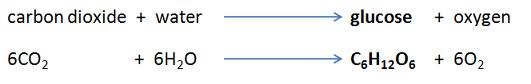 carbon dioxide + water ⟶ glucose + oxygen
6CO₂ + 6H₂O ⟶ C₆H₁₂O₆ + 6O₂